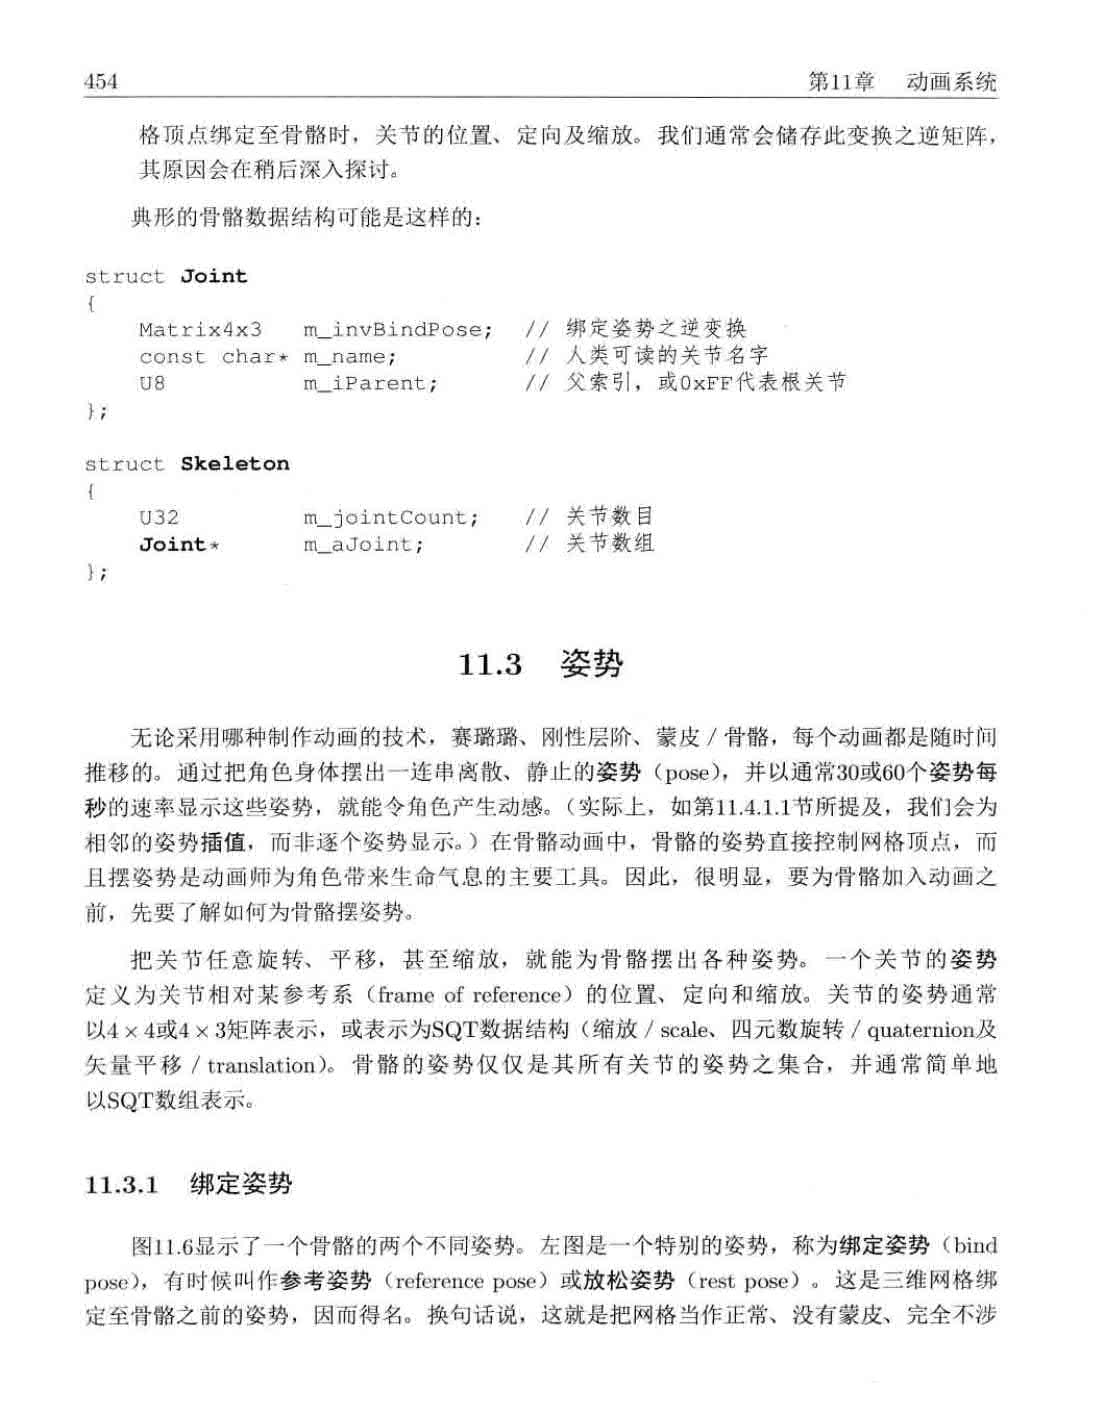 454 第11章 动画系统
格顶点绑定至骨骼时，关节的位置、定向及缩放。我们通常会储存此变换之逆矩阵，
其原因会在稍后深入探讨。
典形的骨骼数据结构可能是这样的：
struct Joint
{
Matrix4x3 m_invBindPose; // 绑定姿势之逆变换
const char* m_name; // 人类可读的关节名字
U8 m_iParent; // 父索引，或0xFF代表根关节
};
struct Skeleton
{
U32 m_jointCount; // 关节数目
Joint* m_aJoint; // 关节数组
};
11.3 姿势
无论采用哪种制作动画的技术，赛璐璐、刚性层阶、蒙皮／骨骼，每个动画都是随时间
推移的。通过把角色身体摆出一连串离散、静止的姿势（pose），并以通常30或60个姿势每
秒的速率显示这些姿势，就能令角色产生动感。（实际上，如第11.4.1.1节所提及，我们会为
相邻的姿势插值，而非逐个姿势显示。）在骨骼动画中，骨骼的姿势直接控制网格顶点，而
且摆姿势是动画师为角色带来生命气息的主要工具。因此，很明显，要为骨骼加入动画之
前，先要了解如何为骨骼摆姿势。
把关节任意旋转、平移，甚至缩放，就能为骨骼摆出各种姿势。一个关节的姿势
定义为关节相对某参考系（frame of reference）的位置、定向和缩放。关节的姿势通常
以4 × 4或4 × 3矩阵表示，或表示为SQT数据结构（缩放／scale、四元数旋转／quaternion及
矢量平移／translation）。骨骼的姿势仅仅是其所有关节的姿势之集合，并通常简单地
以SQT数组表示。
11.3.1 绑定姿势
图11.6显示了一个骨骼的两个不同姿势。左图是一个特别的姿势，称为绑定姿势（bind
pose），有时候叫作参考姿势（reference pose）或放松姿势（rest pose）。这是三维网格绑
定至骨骼之前的姿势，因而得名。换句话说，这就是把网格当作正常、没有蒙皮、完全不涉